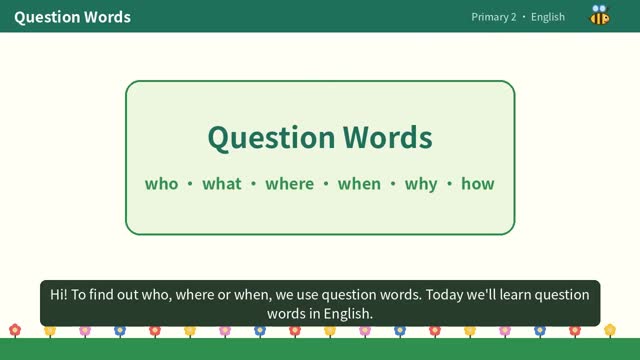 Question Words
Primary 2 • English
Question Words
who • what • where • when • why • how
Hi! To find out who, where or when, we use question words. Today we'll learn question
words in English.